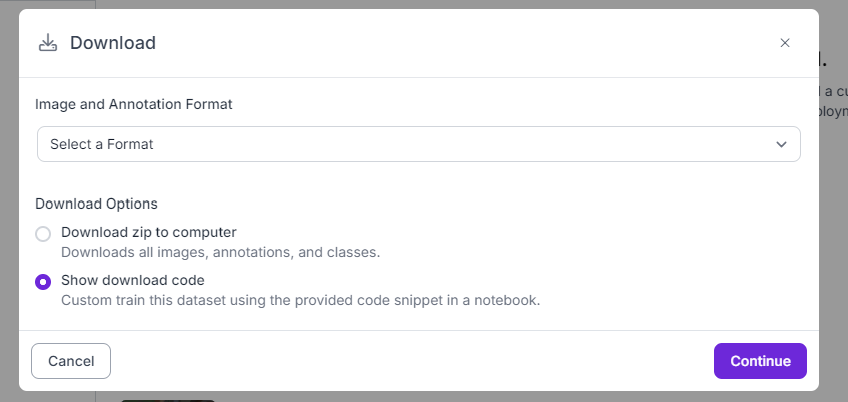 Download
Image and Annotation Format
Select a Format
Download Options
Download zip to computer
Downloads all images, annotations, and classes.
Show download code
Custom train this dataset using the provided code snippet in a notebook.
Cancel
Continue